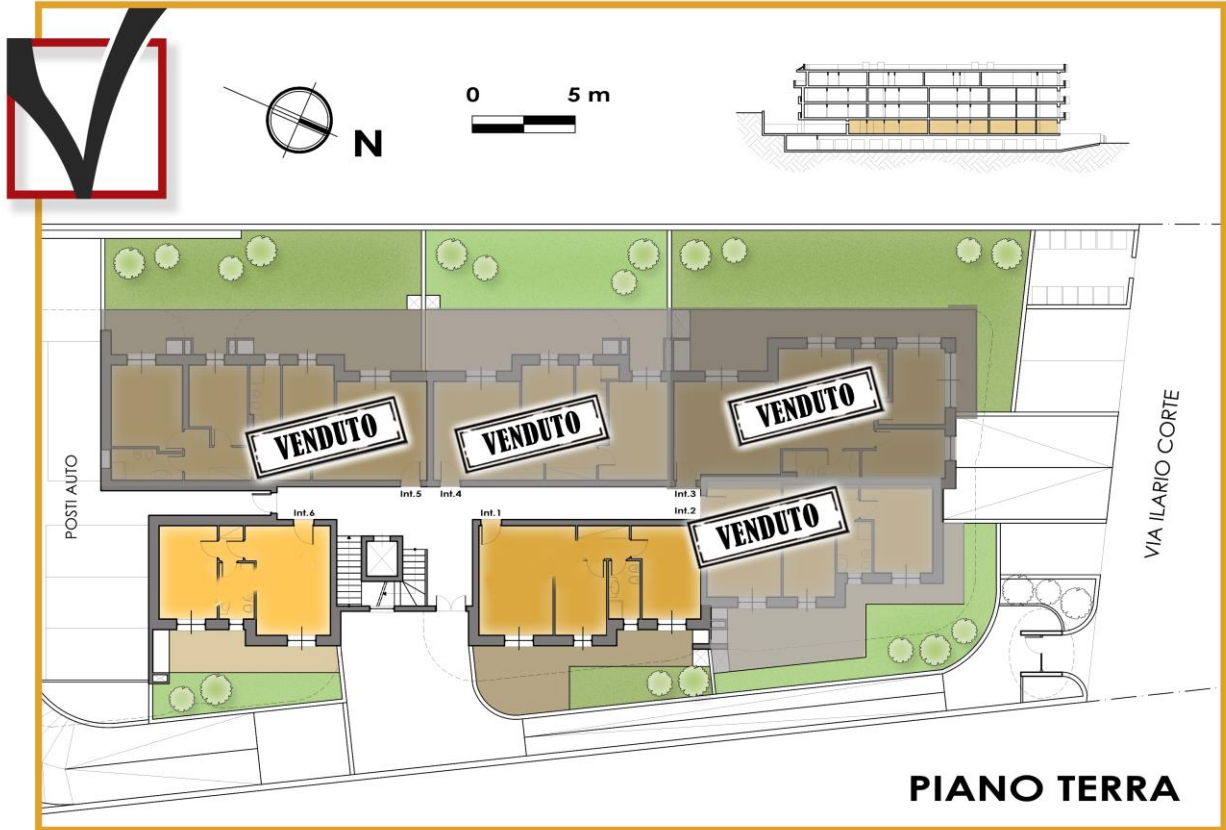 0 5 m
N
POSTI AUTO
VENDUTO
VENDUTO
VENDUTO
Int.5
Int.4
Int.3
Int.6
Int.1
Int.2
VENDUTO
VIA ILARIO CORTE
PIANO TERRA